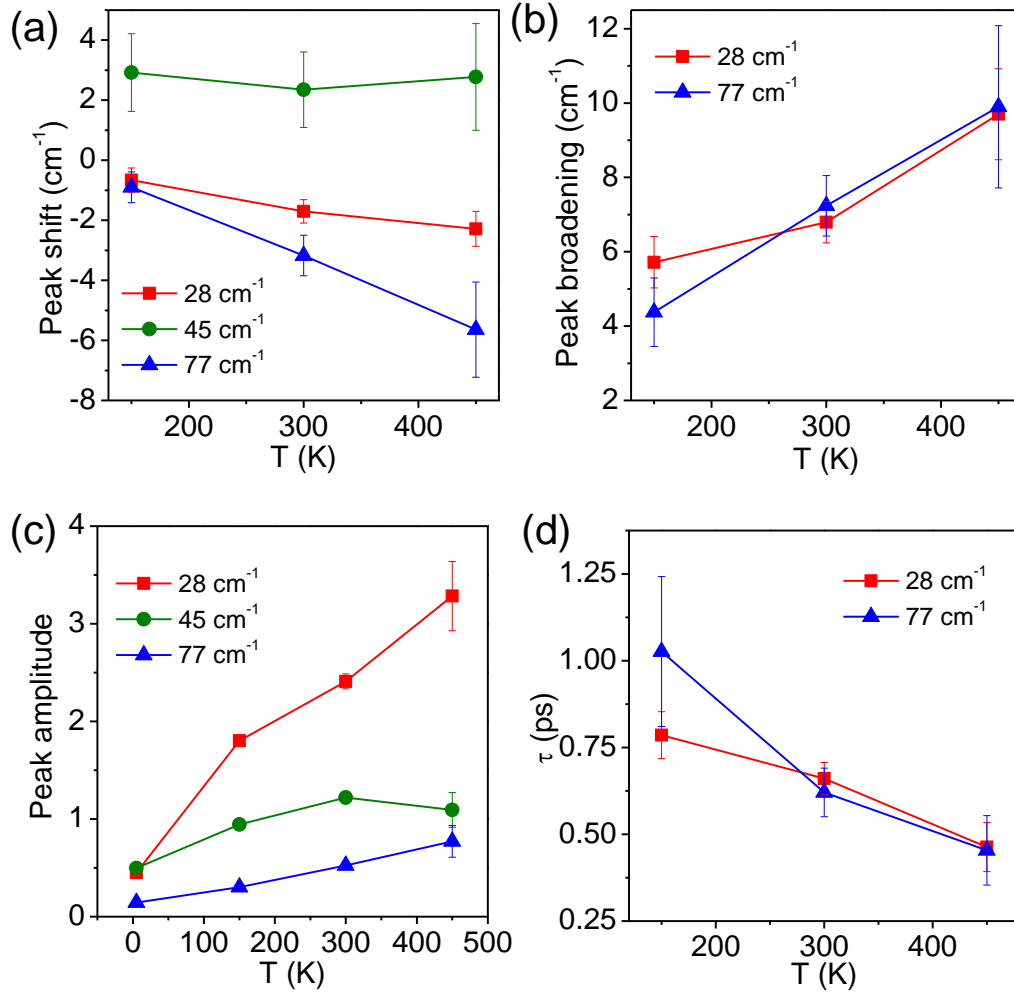 (a)
Peak shift (cm⁻¹)
4
2
0
-2
-4
-6
-8
28 cm⁻¹
45 cm⁻¹
77 cm⁻¹
200 300 400
T (K)
(b)
Peak broadening (cm⁻¹)
12
10
8
6
4
2
28 cm⁻¹
77 cm⁻¹
200 300 400
T (K)
(c)
Peak amplitude
4
3
2
1
0
28 cm⁻¹
45 cm⁻¹
77 cm⁻¹
0 100 200 300 400 500
T (K)
(d)
τ (ps)
1.25
1.00
0.75
0.50
0.25
28 cm⁻¹
77 cm⁻¹
200 300 400
T (K)